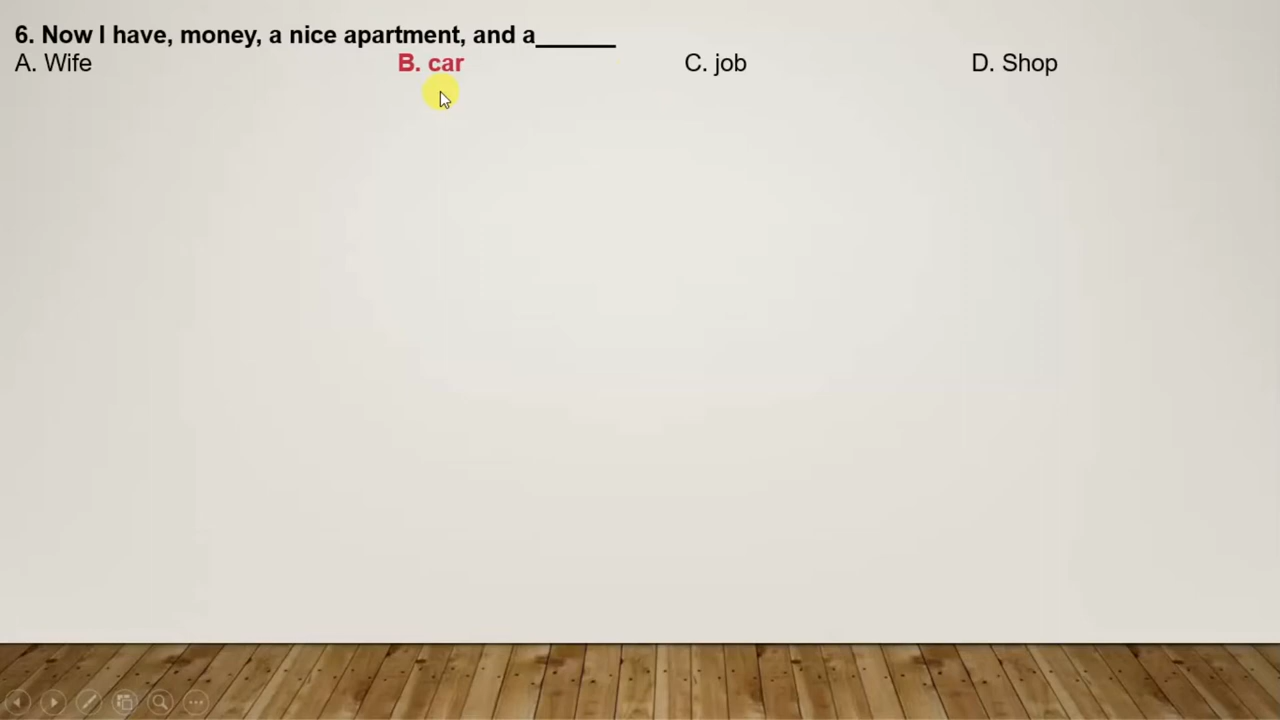 6. Now I have, money, a nice apartment, and a______
A. Wife B. car C. job D. Shop